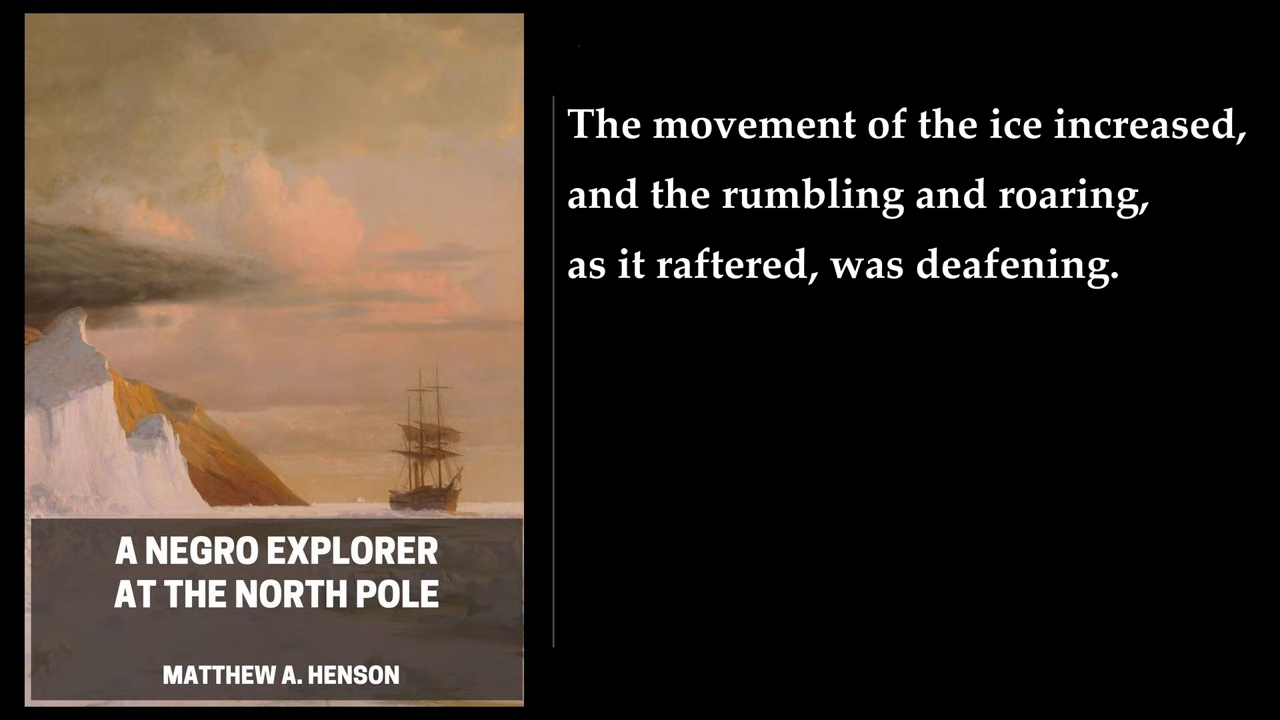 The movement of the ice increased,
and the rumbling and roaring,
as it raftered, was deafening.
A NEGRO EXPLORER
AT THE NORTH POLE
MATTHEW A. HENSON